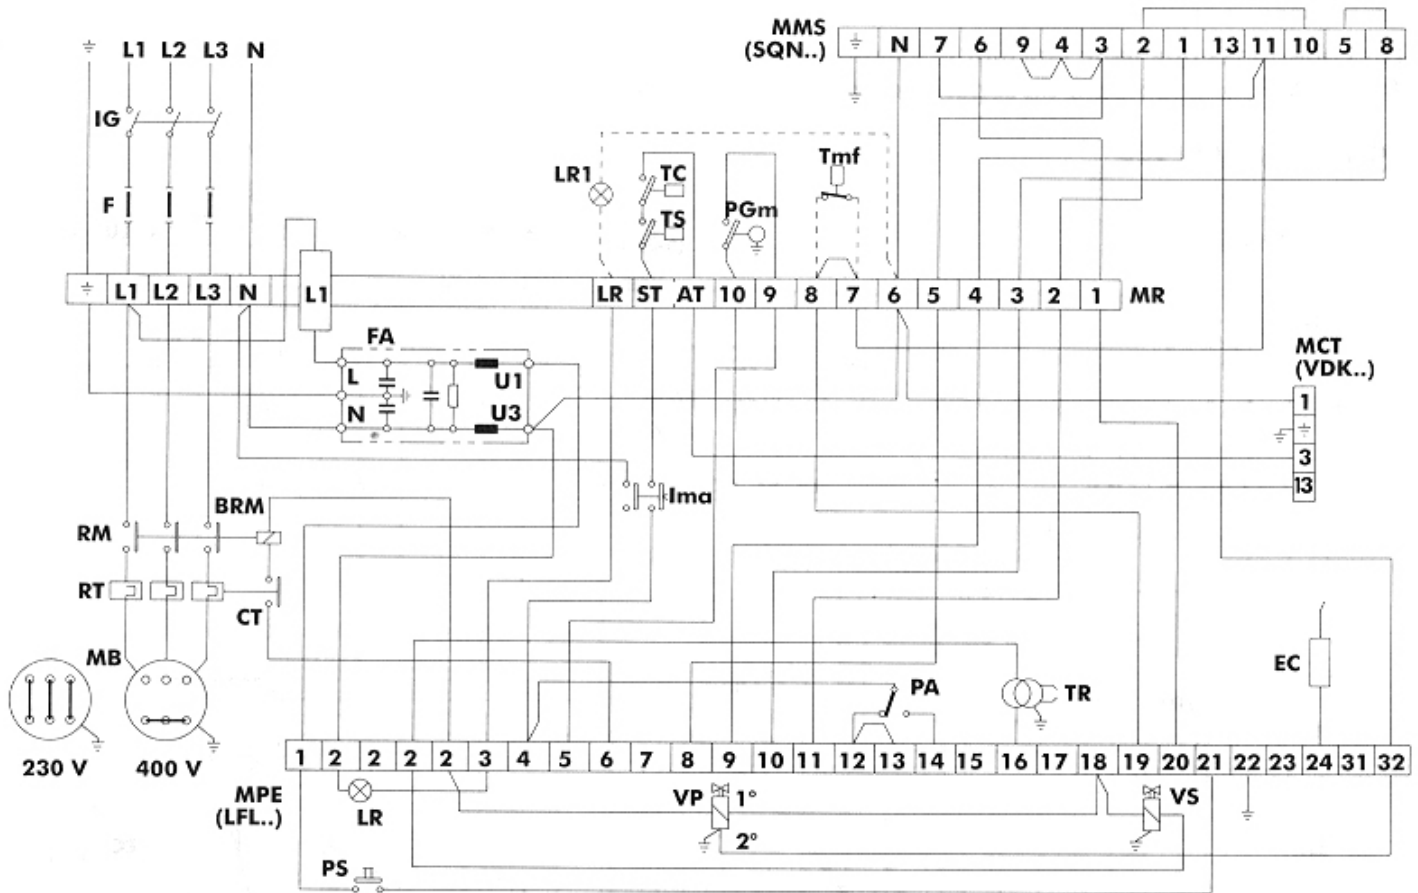 MMS
(SQN..)
N 7 6 9 4 3 2 1 13 11 10 5 8
L1 L2 L3 N
IG
F
LR1
TC
TS
PGm
Tmf
L1 L2 L3 N L1 LR ST AT 10 9 8 7 6 5 4 3 2 1 MR
FA
L
U1
N
U3
MCT
(VDK..)
1
3
13
Ima
BRM
RM
RT
CT
MB
230 V
400 V
EC
PA
TR
1 2 2 2 2 3 4 5 6 7 8 9 10 11 12 13 14 15 16 17 18 19 20 21 22 23 24 31 32
MPE
(LFL..)
LR
VP 1°
2°
VS
PS